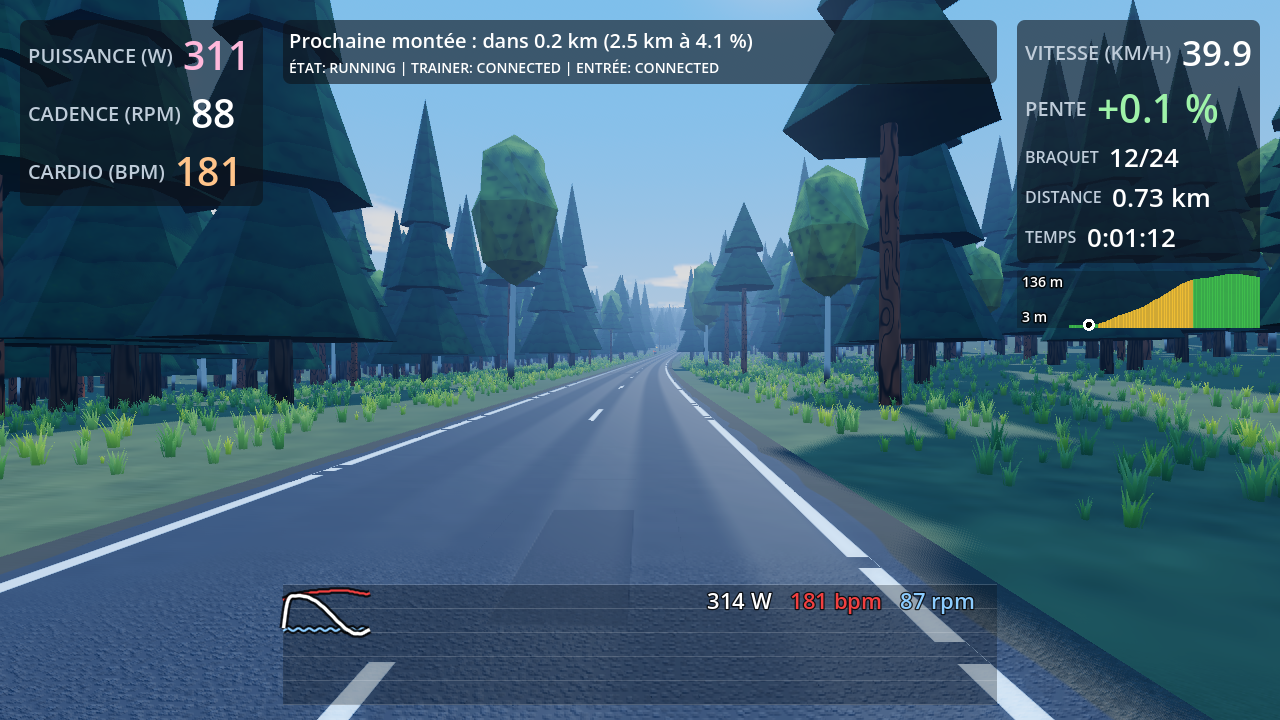 PUISSANCE (W) 311
CADENCE (RPM) 88
CARDIO (BPM) 181
Prochaine montée : dans 0.2 km (2.5 km à 4.1 %)
ÉTAT: RUNNING | TRAINER: CONNECTED | ENTRÉE: CONNECTED
VITESSE (KM/H) 39.9
PENTE +0.1 %
BRAQUET 12/24
DISTANCE 0.73 km
TEMPS 0:01:12
136 m
3 m
314 W 181 bpm 87 rpm